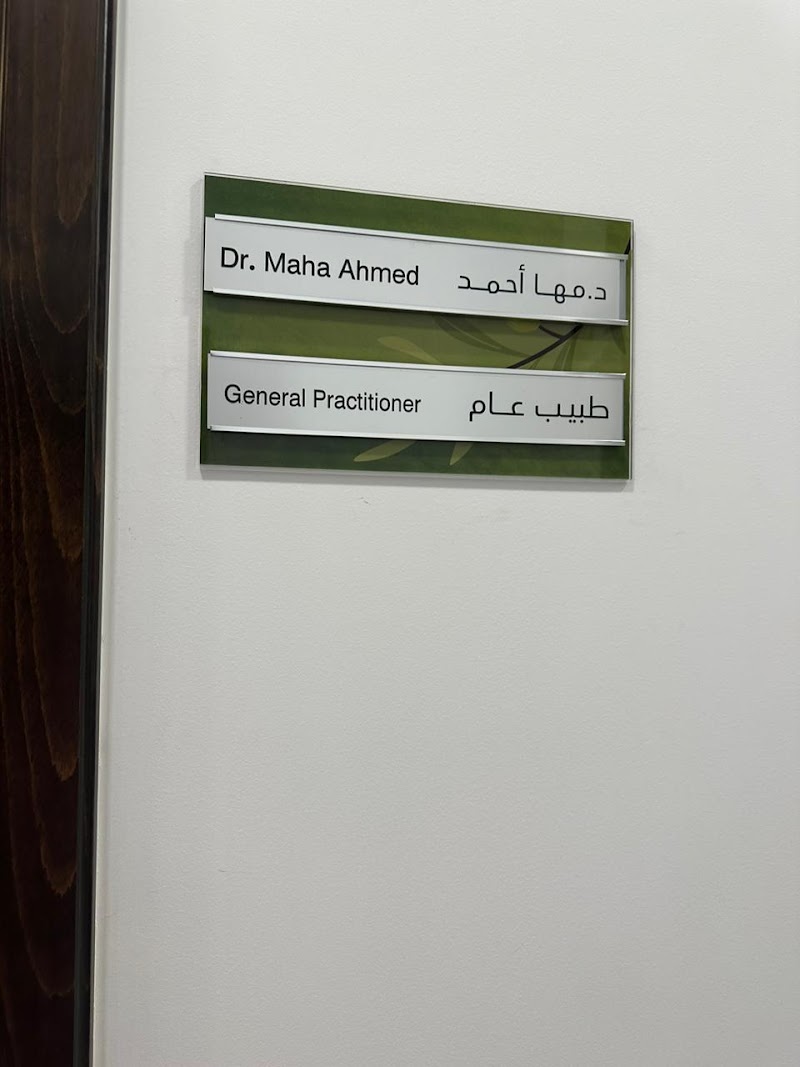 Dr. Maha Ahmed د.مها أحمد
General Practitioner طبيب عام